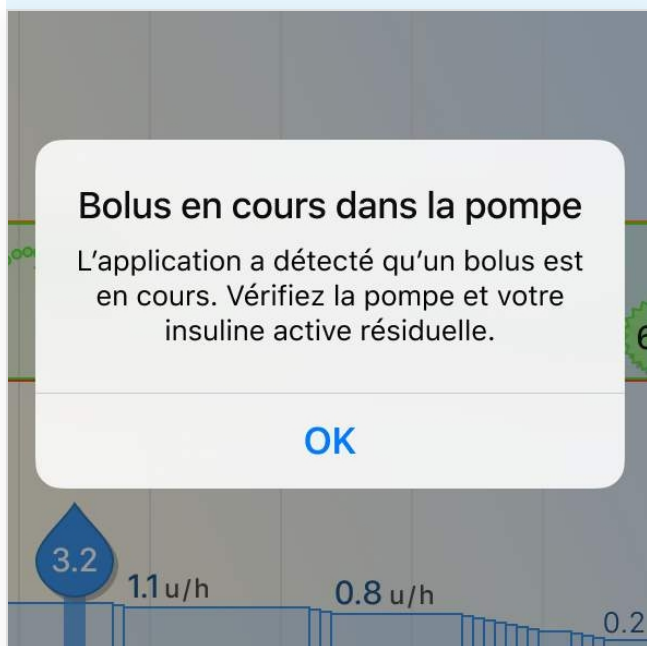 Bolus en cours dans la pompe
L’application a détecté qu’un bolus est
en cours. Vérifiez la pompe et votre
insuline active résiduelle.
6
OK
3.2
1.1 u/h
0.8 u/h
0.2